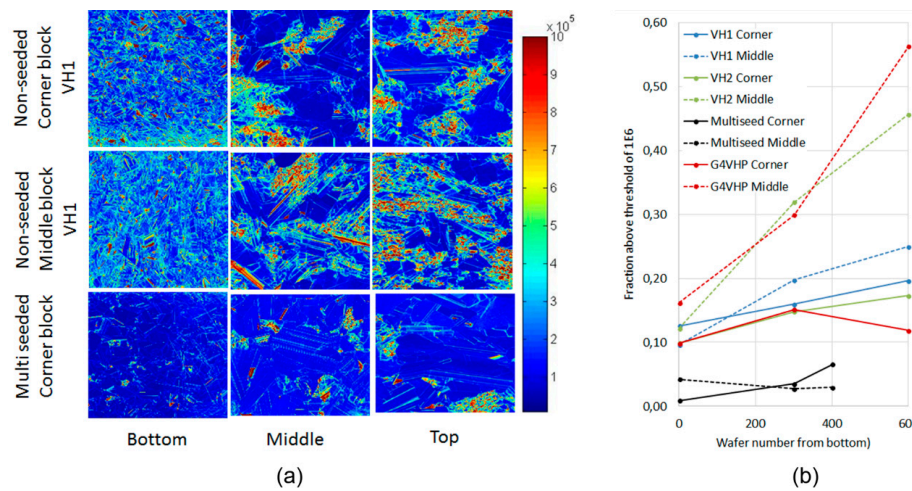 Non-seeded
Corner block
VH1
Non-seeded
Middle block
VH1
Multi seeded
Corner block
Bottom
Middle
Top
x 10⁵
10
9
8
7
6
5
4
3
2
1
(a)
0,60
0,50
0,40
0,30
0,20
0,10
0,00
Fraction above threshold of 1E6
VH1 Corner
VH1 Middle
VH2 Corner
VH2 Middle
Multiseed Corner
Multiseed Middle
G4VHP Corner
G4VHP Middle
0
200
400
60
Wafer number from bottom)
(b)